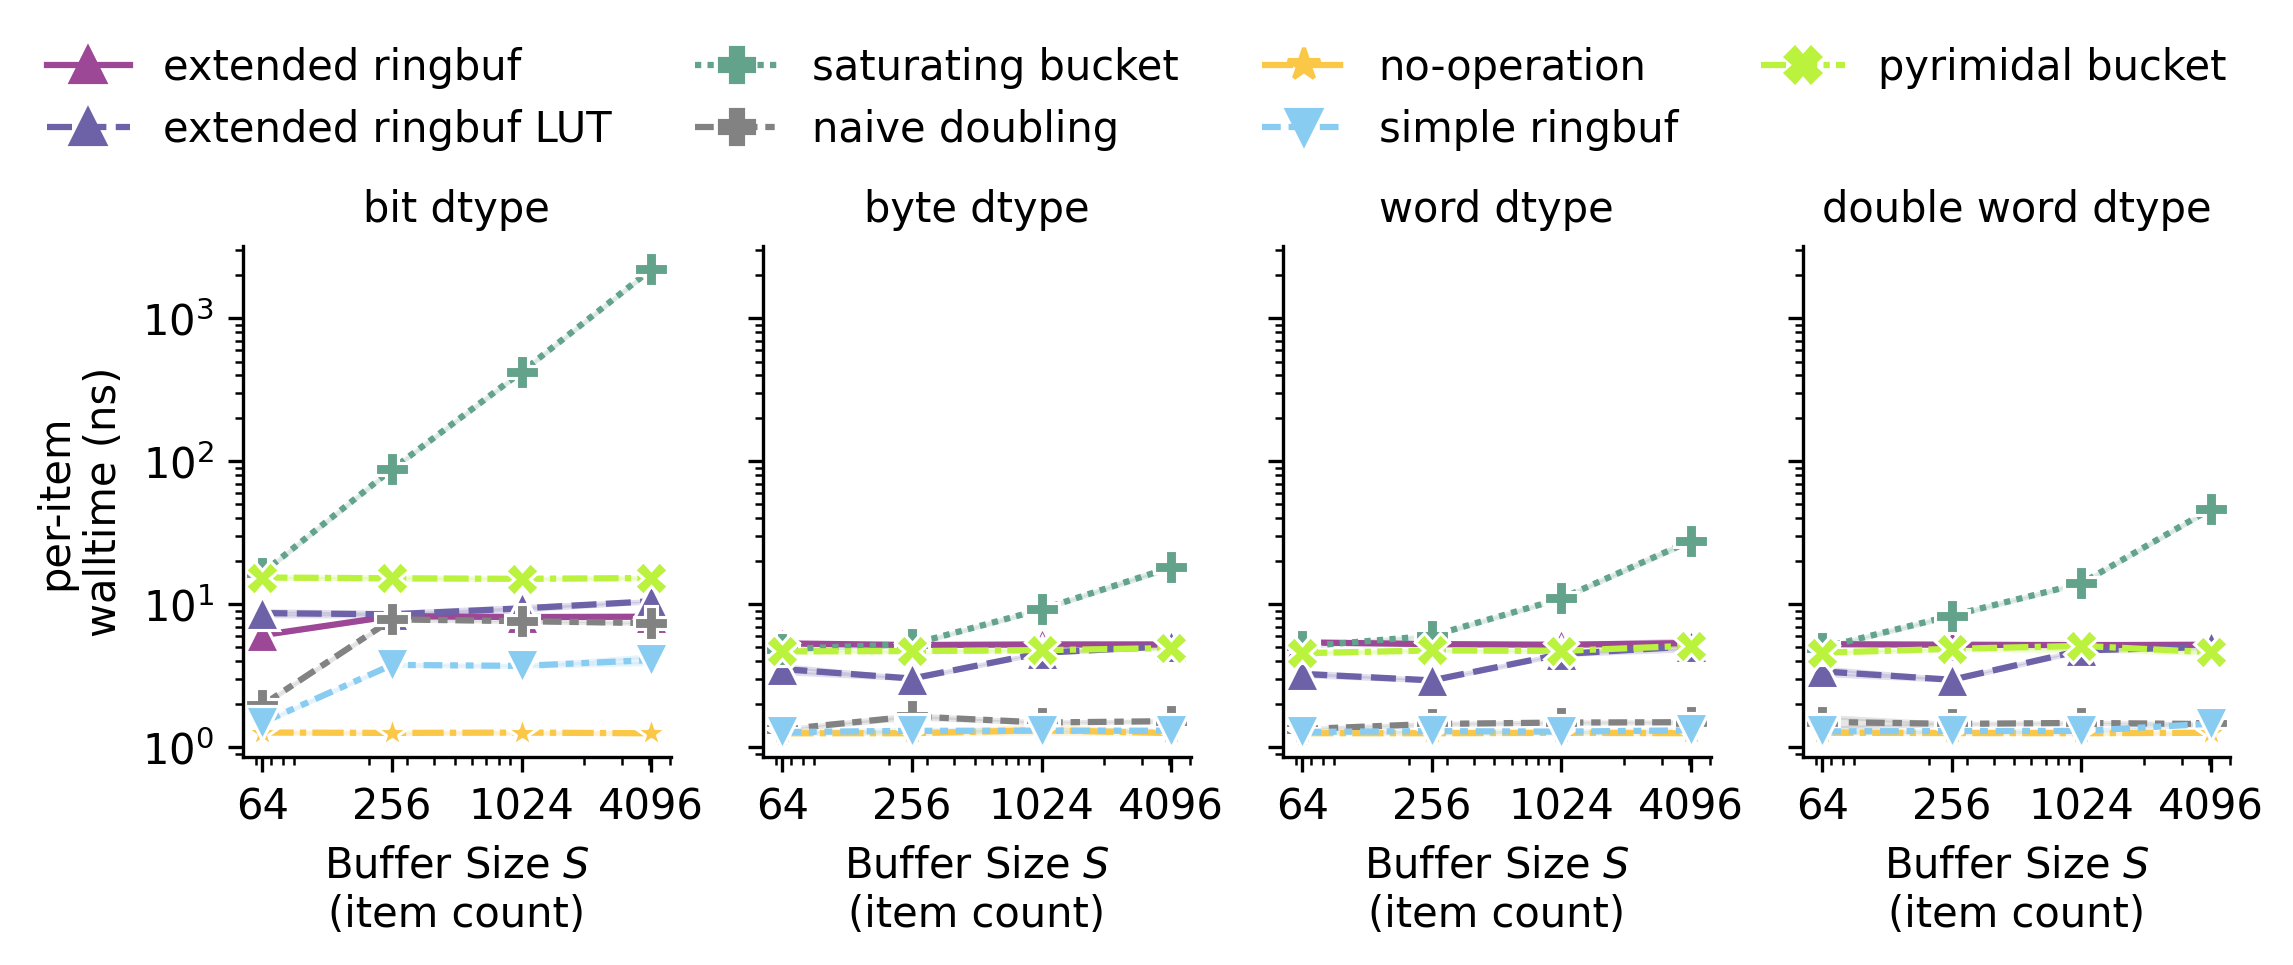 extended ringbuf
saturating bucket
no-operation
pyrimidal bucket
extended ringbuf LUT
naive doubling
simple ringbuf
bit dtype
byte dtype
word dtype
double word dtype
per-item
walltime (ns)
10³
10²
10¹
10⁰
64 256 1024 4096
64 256 1024 4096
64 256 1024 4096
64 256 1024 4096
Buffer Size S
(item count)
Buffer Size S
(item count)
Buffer Size S
(item count)
Buffer Size S
(item count)